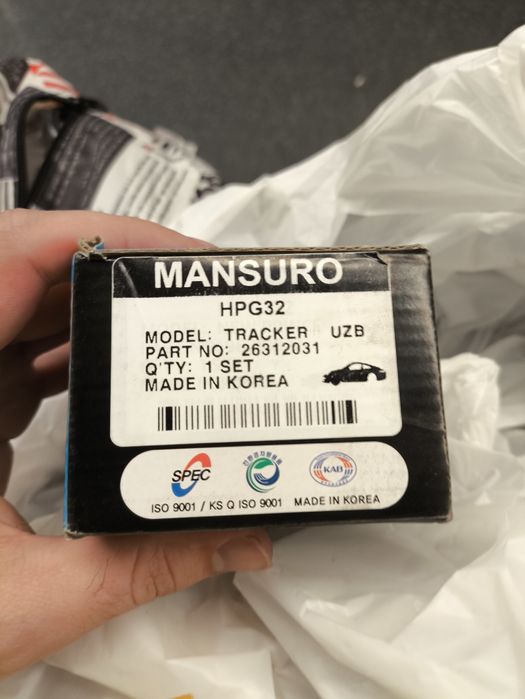 MANSURO
HPG32
MODEL: TRACKER UZB
PART NO: 26312031
Q'TY: 1 SET
MADE IN KOREA
SPEC
KAB
ISO 9001 / KS Q ISO 9001 MADE IN KOREA